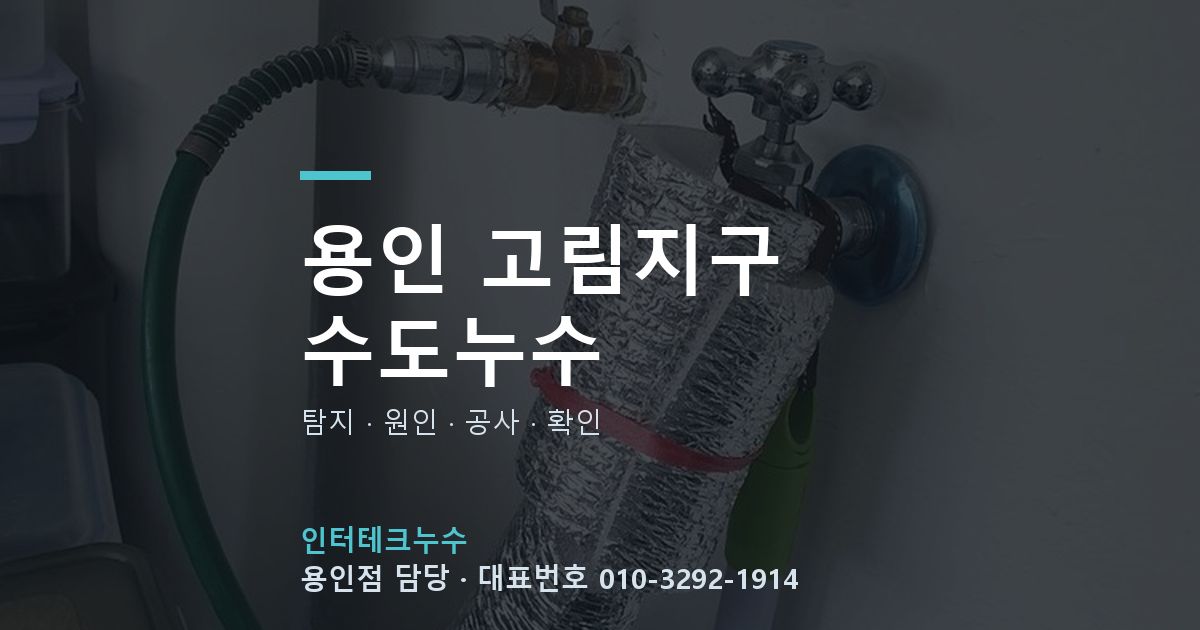 용인 고림지구
수도누수
탐지 · 원인 · 공사 · 확인
인터테크누수
용인점 담당 · 대표번호 010-3292-1914